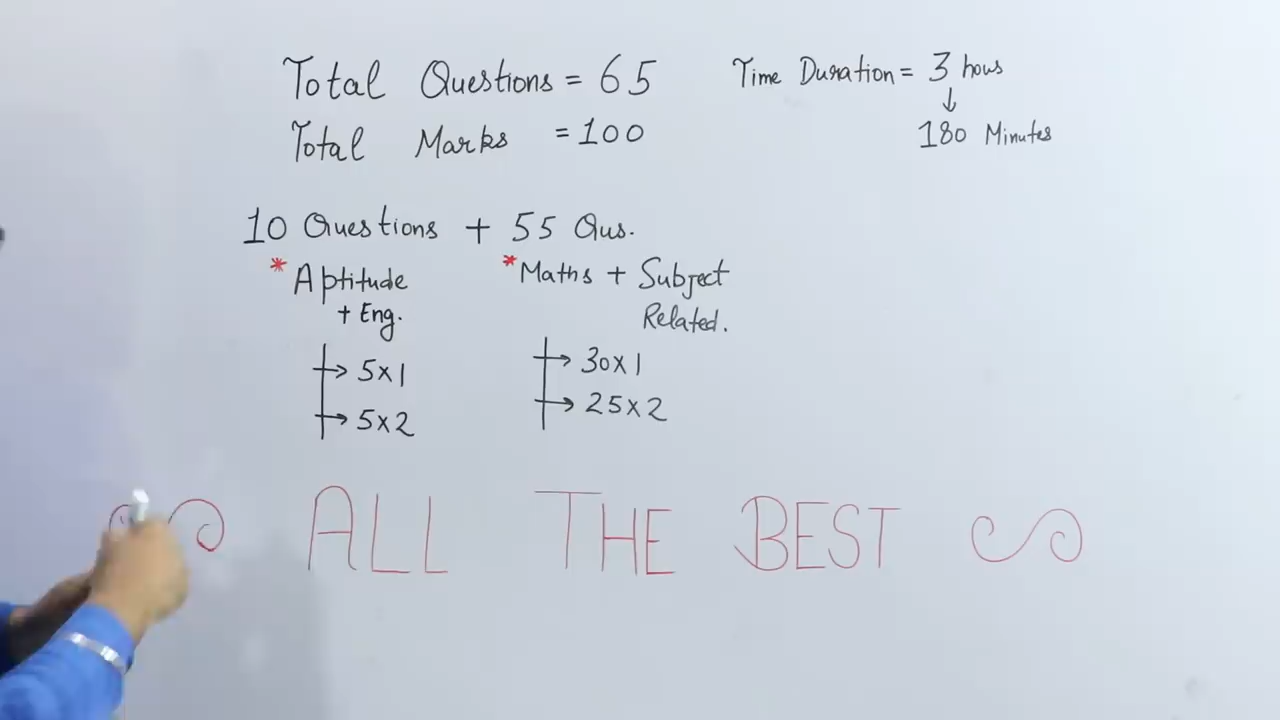 Total Questions = 65
Total Marks = 100
Time Duration = 3 hours
↓
180 Minutes
10 Questions + 55 Qus.
* Aptitude
+ Eng.
* Maths + Subject
Related.
→ 5x1
→ 5x2
→ 30x1
→ 25x2
ALL THE BEST